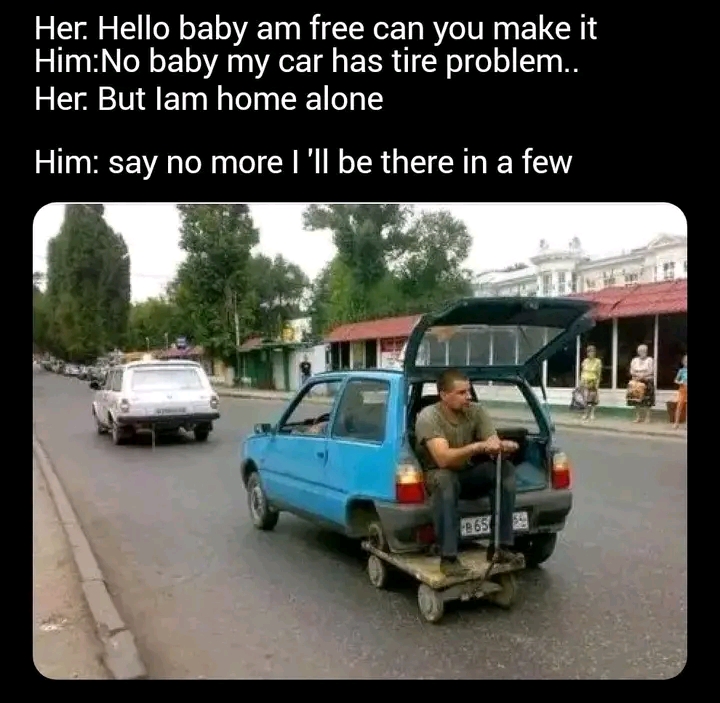 Her: Hello baby am free can you make it
Him:No baby my car has tire problem..
Her: But Iam home alone
Him: say no more I 'll be there in a few